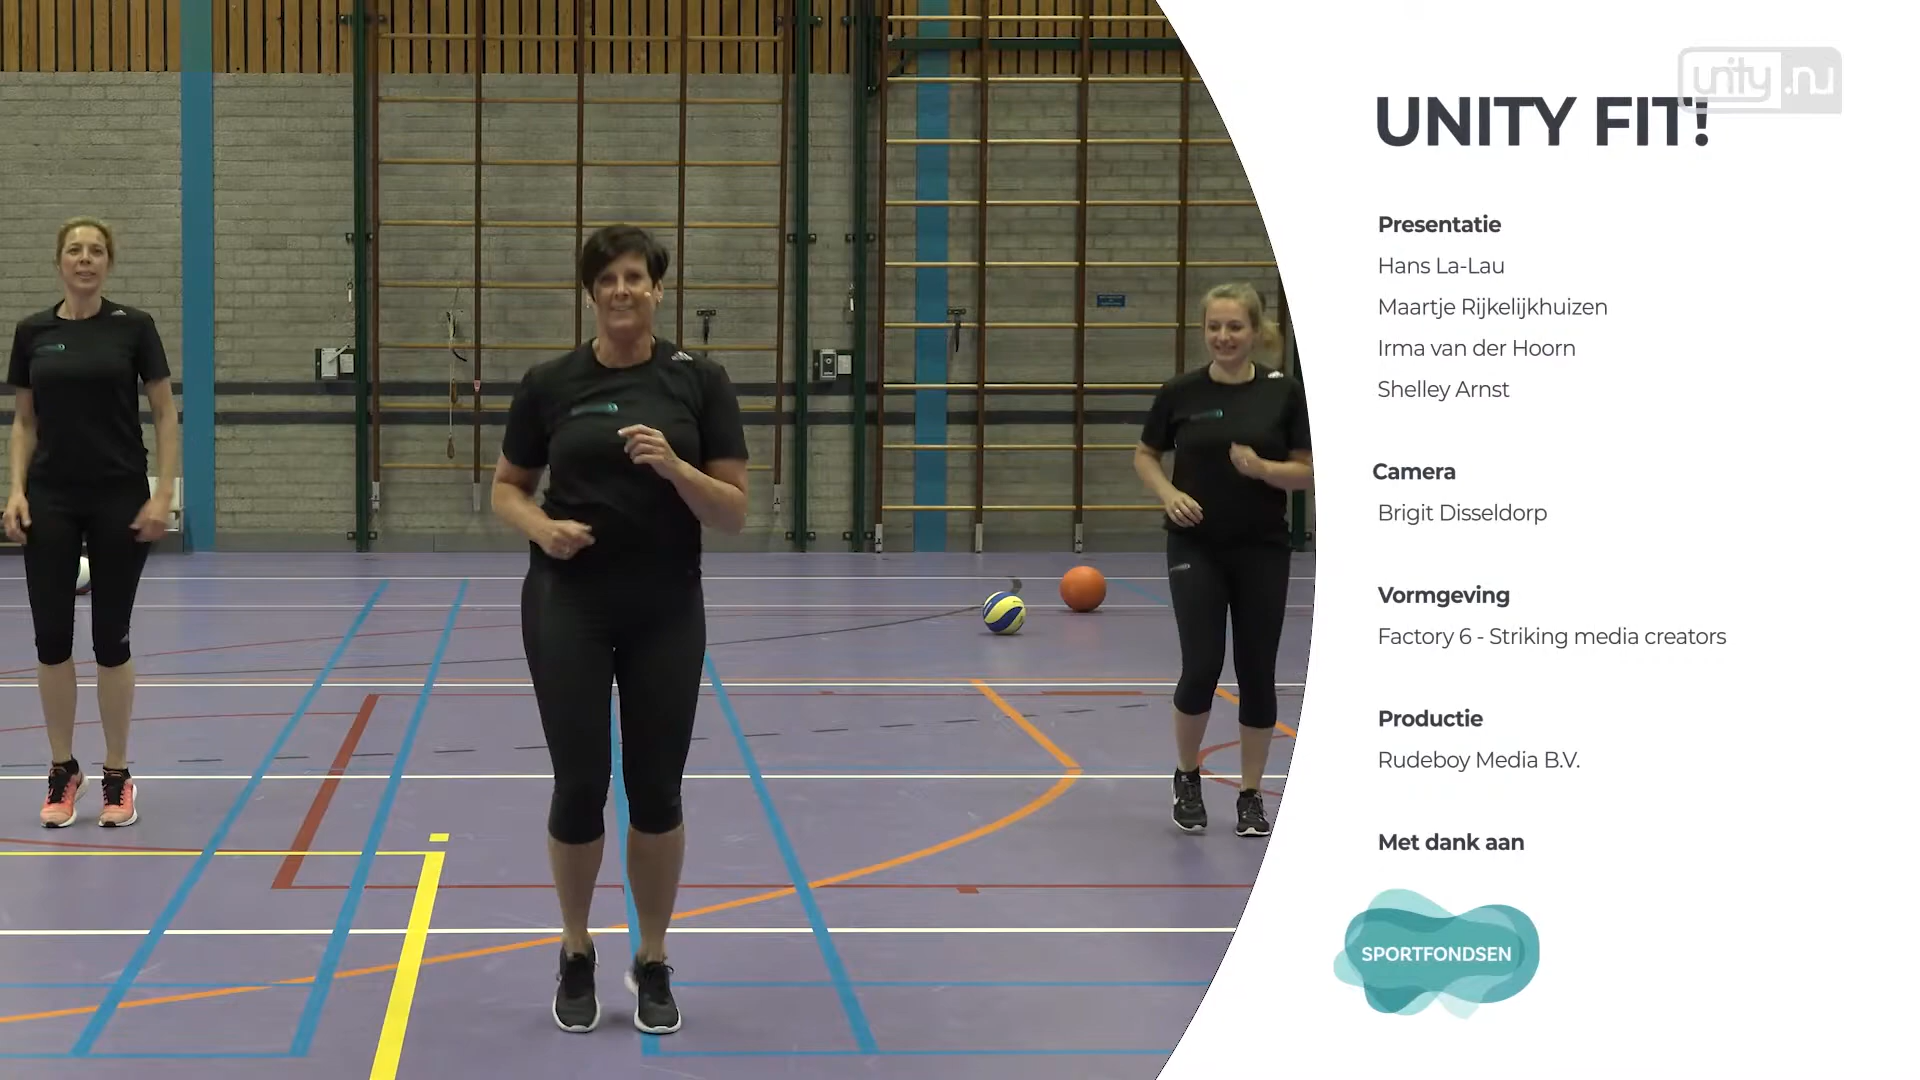 unity.nu
UNITY FIT!
Presentatie
Hans La-Lau
Maartje Rijkelijkhuizen
Irma van der Hoorn
Shelley Arnst
Camera
Brigit Disseldorp
Vormgeving
Factory 6 - Striking media creators
Productie
Rudeboy Media B.V.
Met dank aan
SPORTFONDSEN